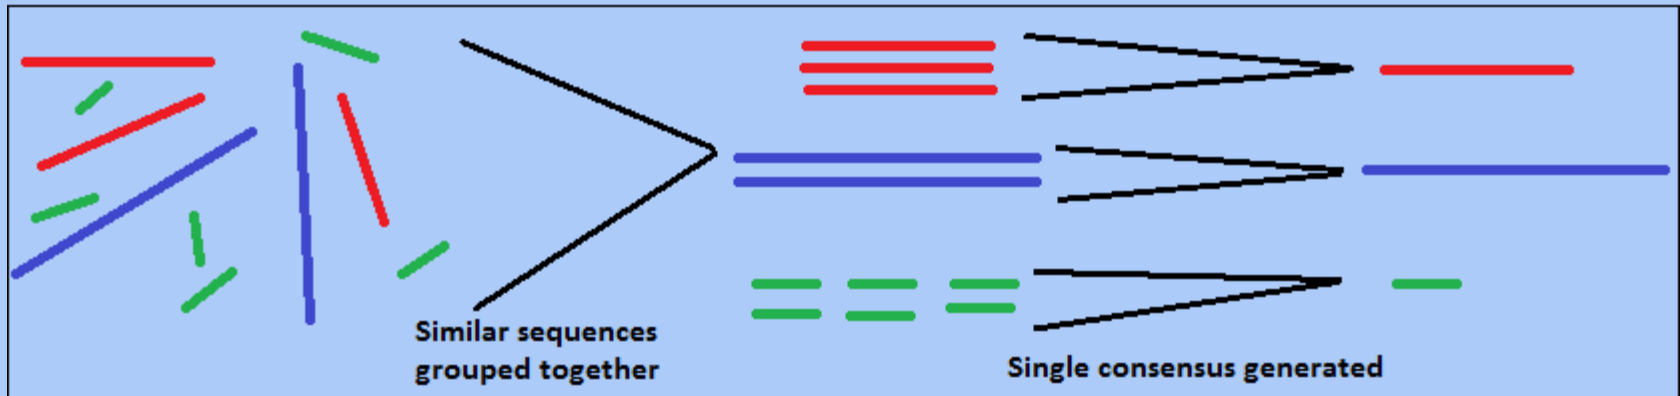 Similar sequences
grouped together
Single consensus generated